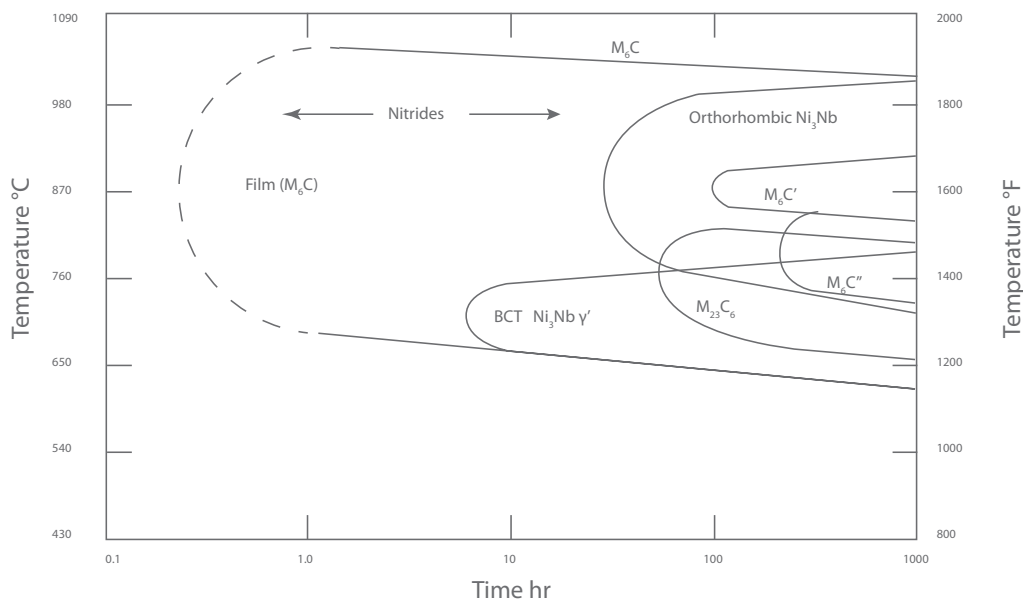 1090
2000
M₆C
980
1800
Nitrides
Orthorhombic Ni₃Nb
Film (M₆C)
870
1600
M₆C’
Temperature °C
Temperature °F
760
1400
M₆C’’
M₂₃C₆
BCT Ni₃Nb γ’
650
1200
540
1000
430
800
0.1
1.0
10
100
1000
Time hr